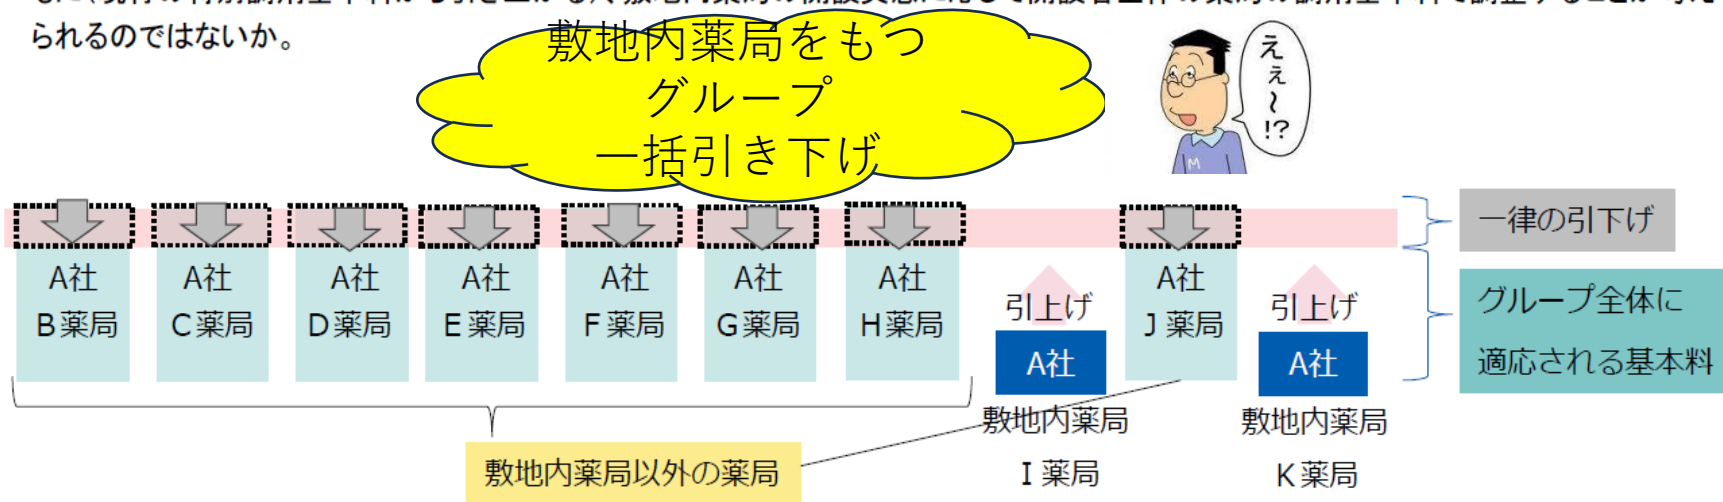 られるのではないか。
敷地内薬局をもつ
グループ
一括引き下げ
ええ～!?
M
一律の引下げ
A社
B薬局
A社
C薬局
A社
D薬局
A社
E薬局
A社
F薬局
A社
G薬局
A社
H薬局
引上げ
A社
敷地内薬局
I薬局
A社
J薬局
引上げ
A社
敷地内薬局
K薬局
グループ全体に
適応される基本料
敷地内薬局以外の薬局